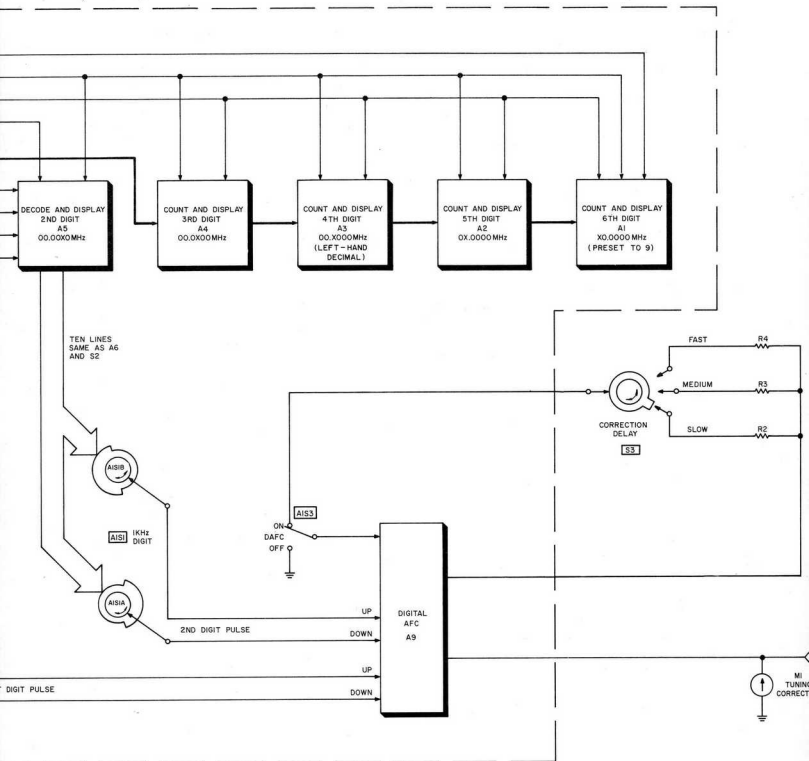 DECODE AND DISPLAY
2ND DIGIT
A5
00.00X0MHz
COUNT AND DISPLAY
3RD DIGIT
A4
00.0X00MHz
COUNT AND DISPLAY
4TH DIGIT
A3
00.X000MHz
(LEFT-HAND
DECIMAL)
COUNT AND DISPLAY
5TH DIGIT
A2
0X.0000MHz
COUNT AND DISPLAY
6TH DIGIT
A1
X0.0000MHz
(PRESET TO 9)
TEN LINES
SAME AS A6
AND S2
FAST
R4
MEDIUM
R3
SLOW
R2
CORRECTION
DELAY
S3
A1S1B
A1S1
1KHz
DIGIT
A1S1A
A1S3
ON
DAFC
OFF
UP
2ND DIGIT PULSE
DOWN
UP
DIGIT PULSE
DOWN
DIGITAL
AFC
A9
M1
TUNING
CORRECT